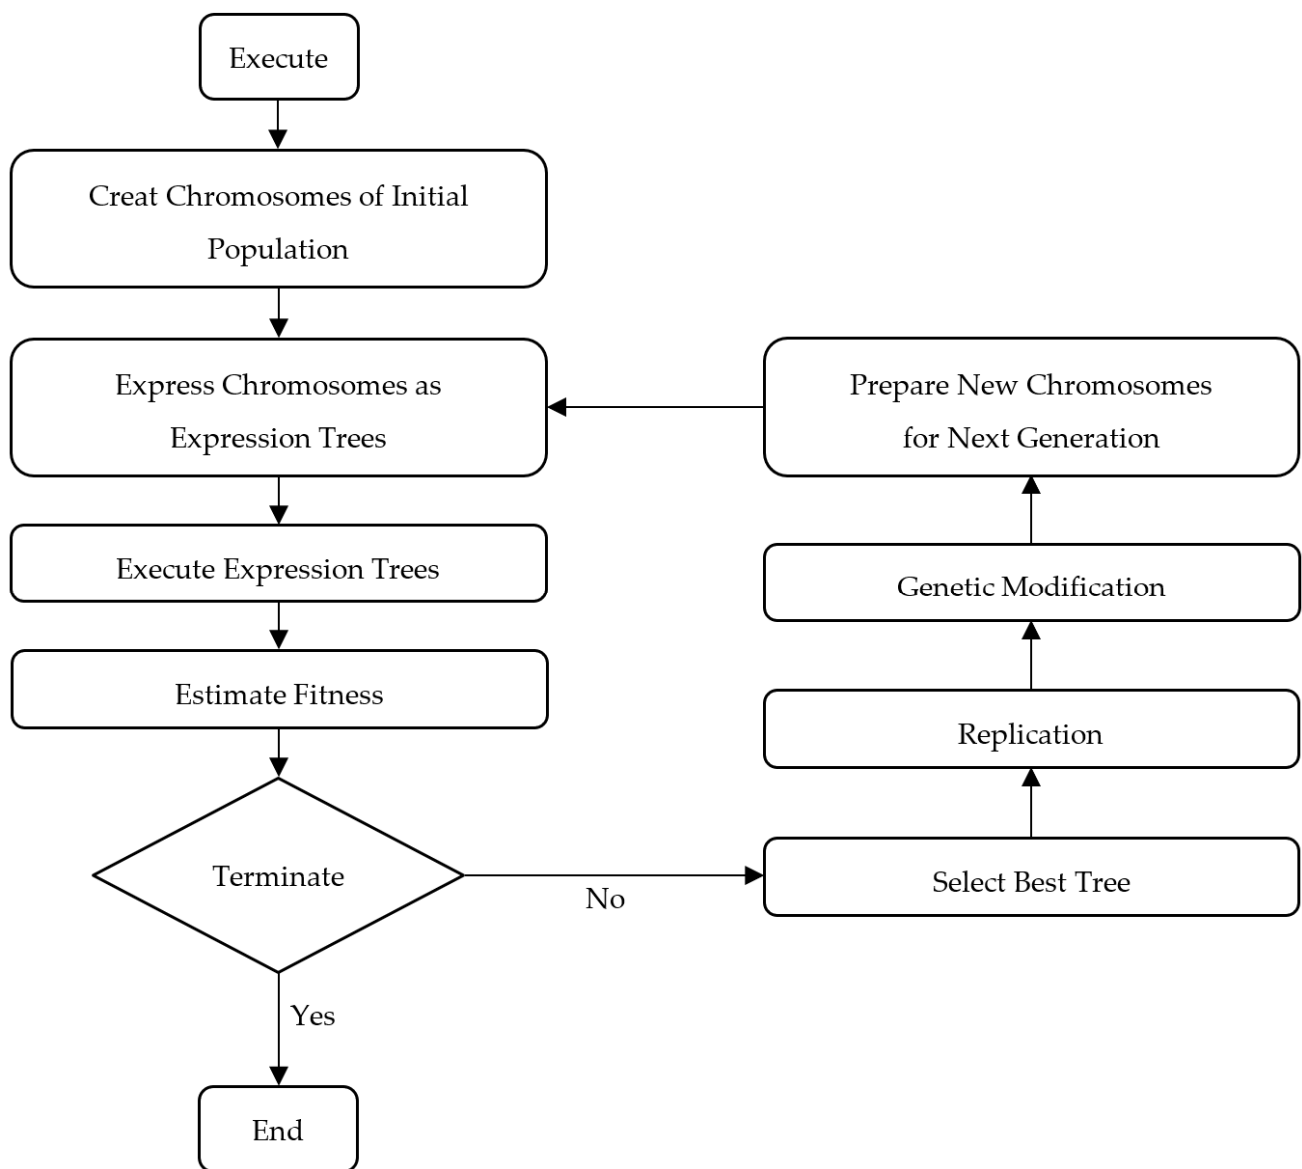 Execute
Creat Chromosomes of Initial
Population
Express Chromosomes as
Expression Trees
Execute Expression Trees
Estimate Fitness
Terminate
No
Yes
End
Select Best Tree
Replication
Genetic Modification
Prepare New Chromosomes
for Next Generation